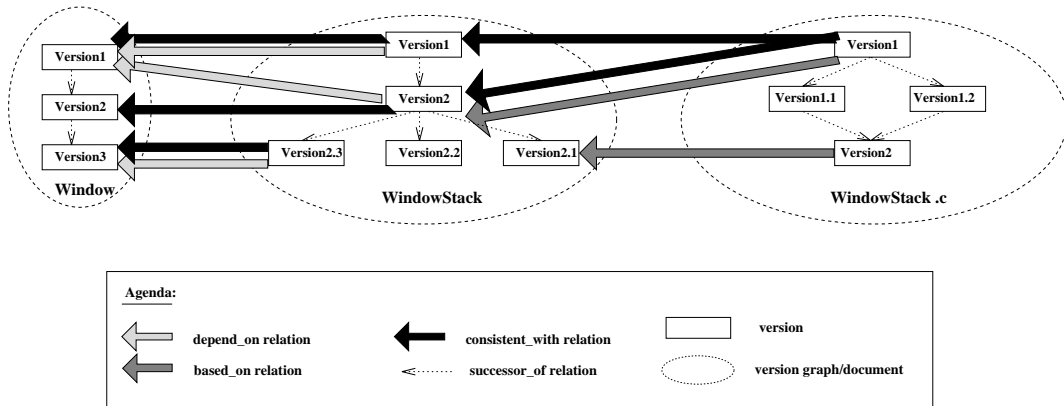 Version1 Version1 Version1
Version2 Version2 Version1.1 Version1.2
Version3 Version2.3 Version2.2 Version2.1 Version2
Window WindowStack WindowStack .c
Agenda:
depend_on relation consistent_with relation version
based_on relation successor_of relation version graph/document